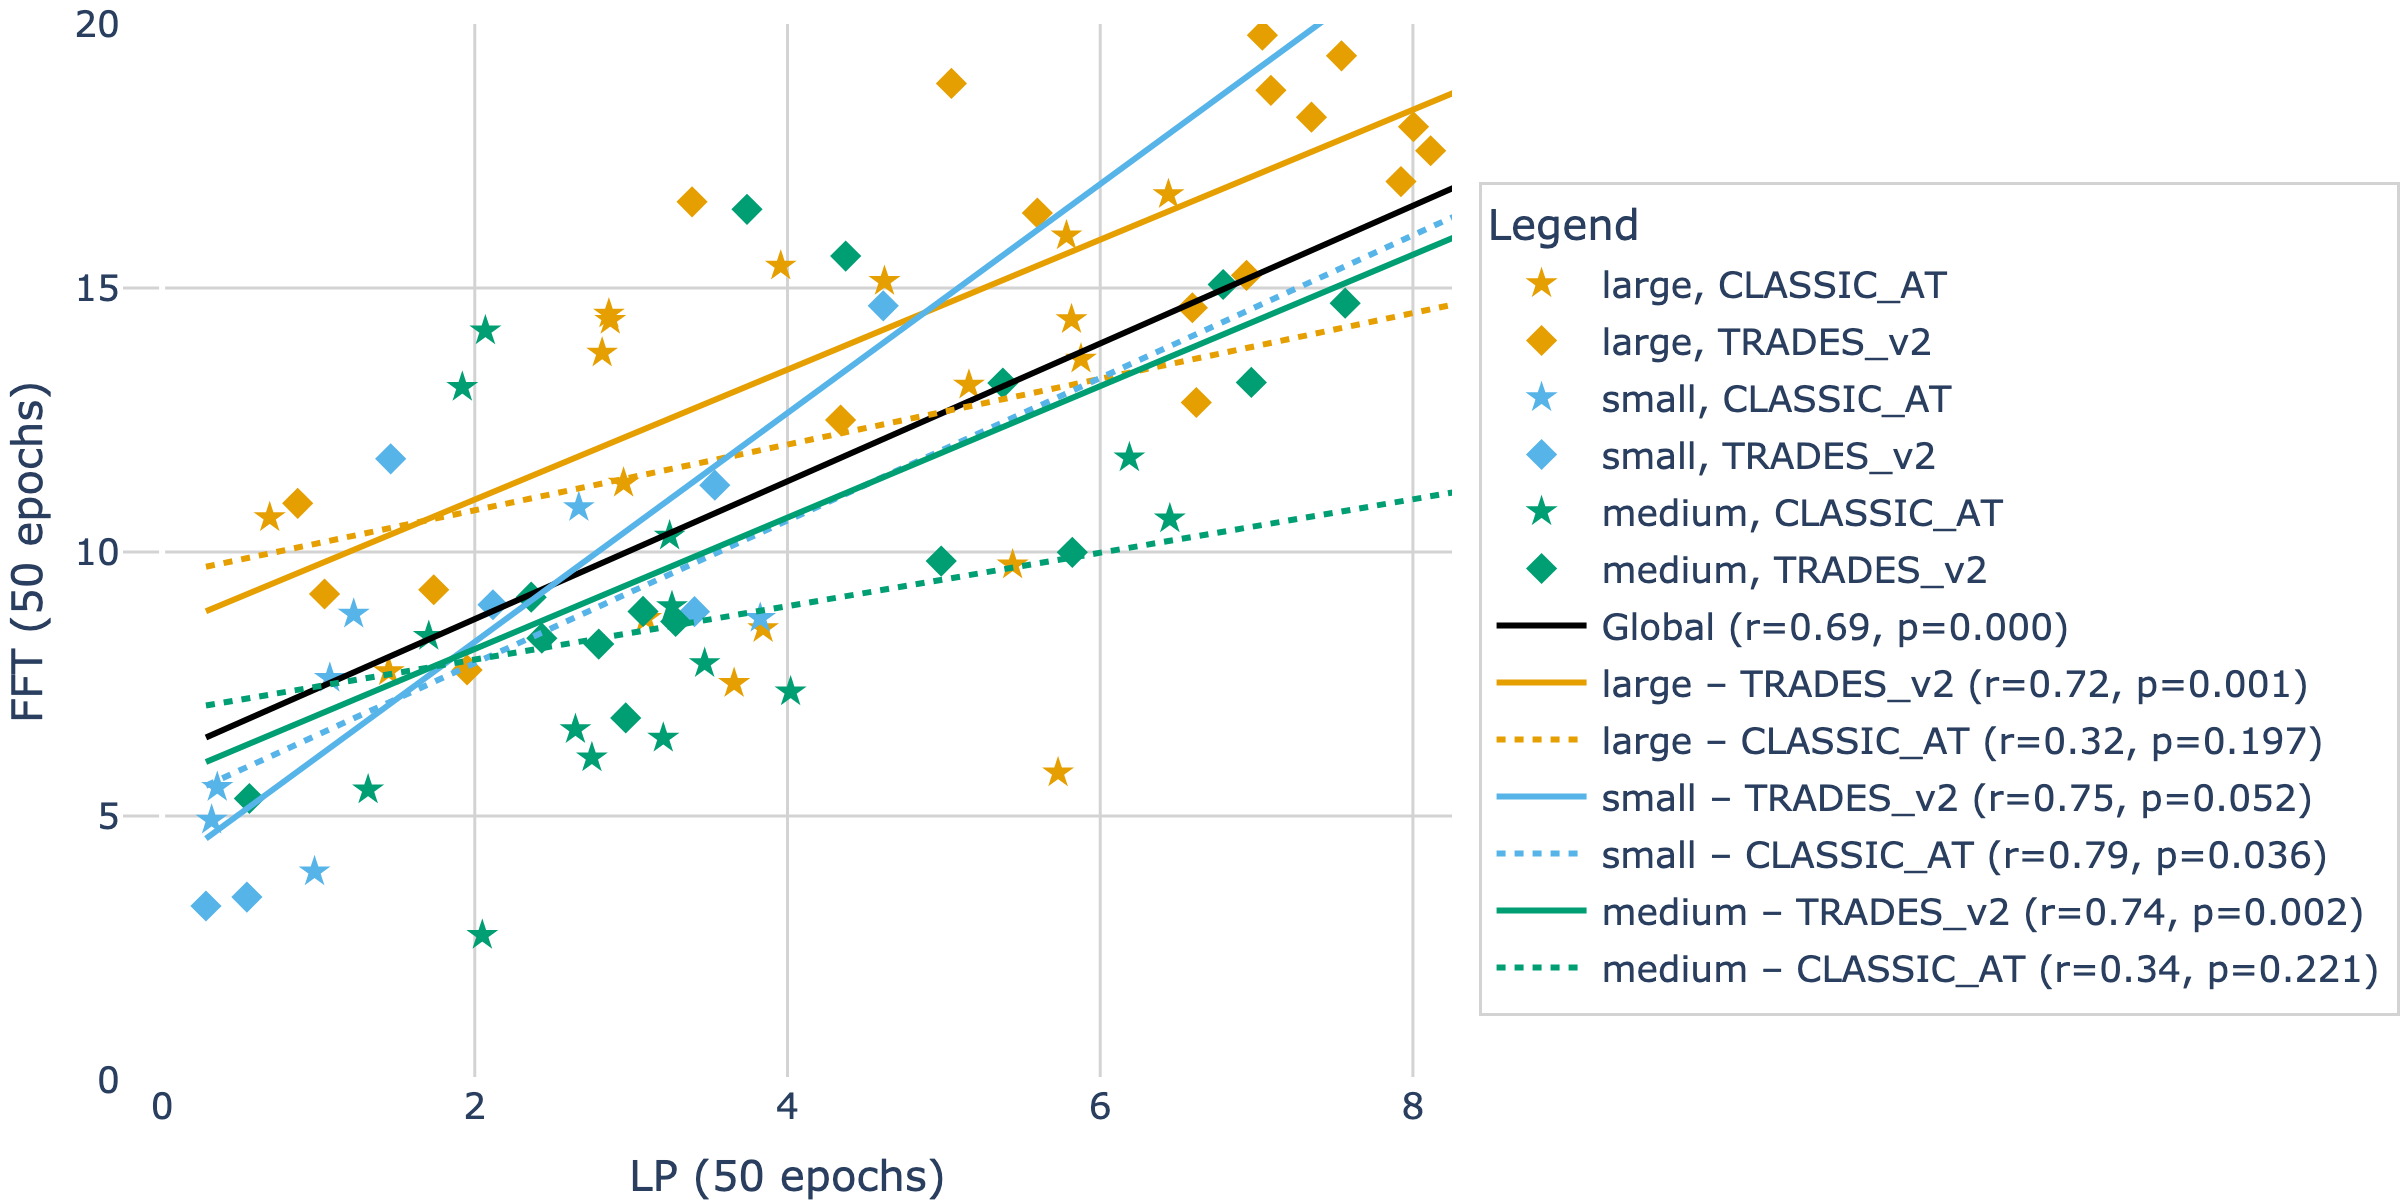 20
15
10
5
0
0 2 4 6 8
FFT (50 epochs)
LP (50 epochs)
Legend
large, CLASSIC_AT
large, TRADES_v2
small, CLASSIC_AT
small, TRADES_v2
medium, CLASSIC_AT
medium, TRADES_v2
Global (r=0.69, p=0.000)
large – TRADES_v2 (r=0.72, p=0.001)
large – CLASSIC_AT (r=0.32, p=0.197)
small – TRADES_v2 (r=0.75, p=0.052)
small – CLASSIC_AT (r=0.79, p=0.036)
medium – TRADES_v2 (r=0.74, p=0.002)
medium – CLASSIC_AT (r=0.34, p=0.221)